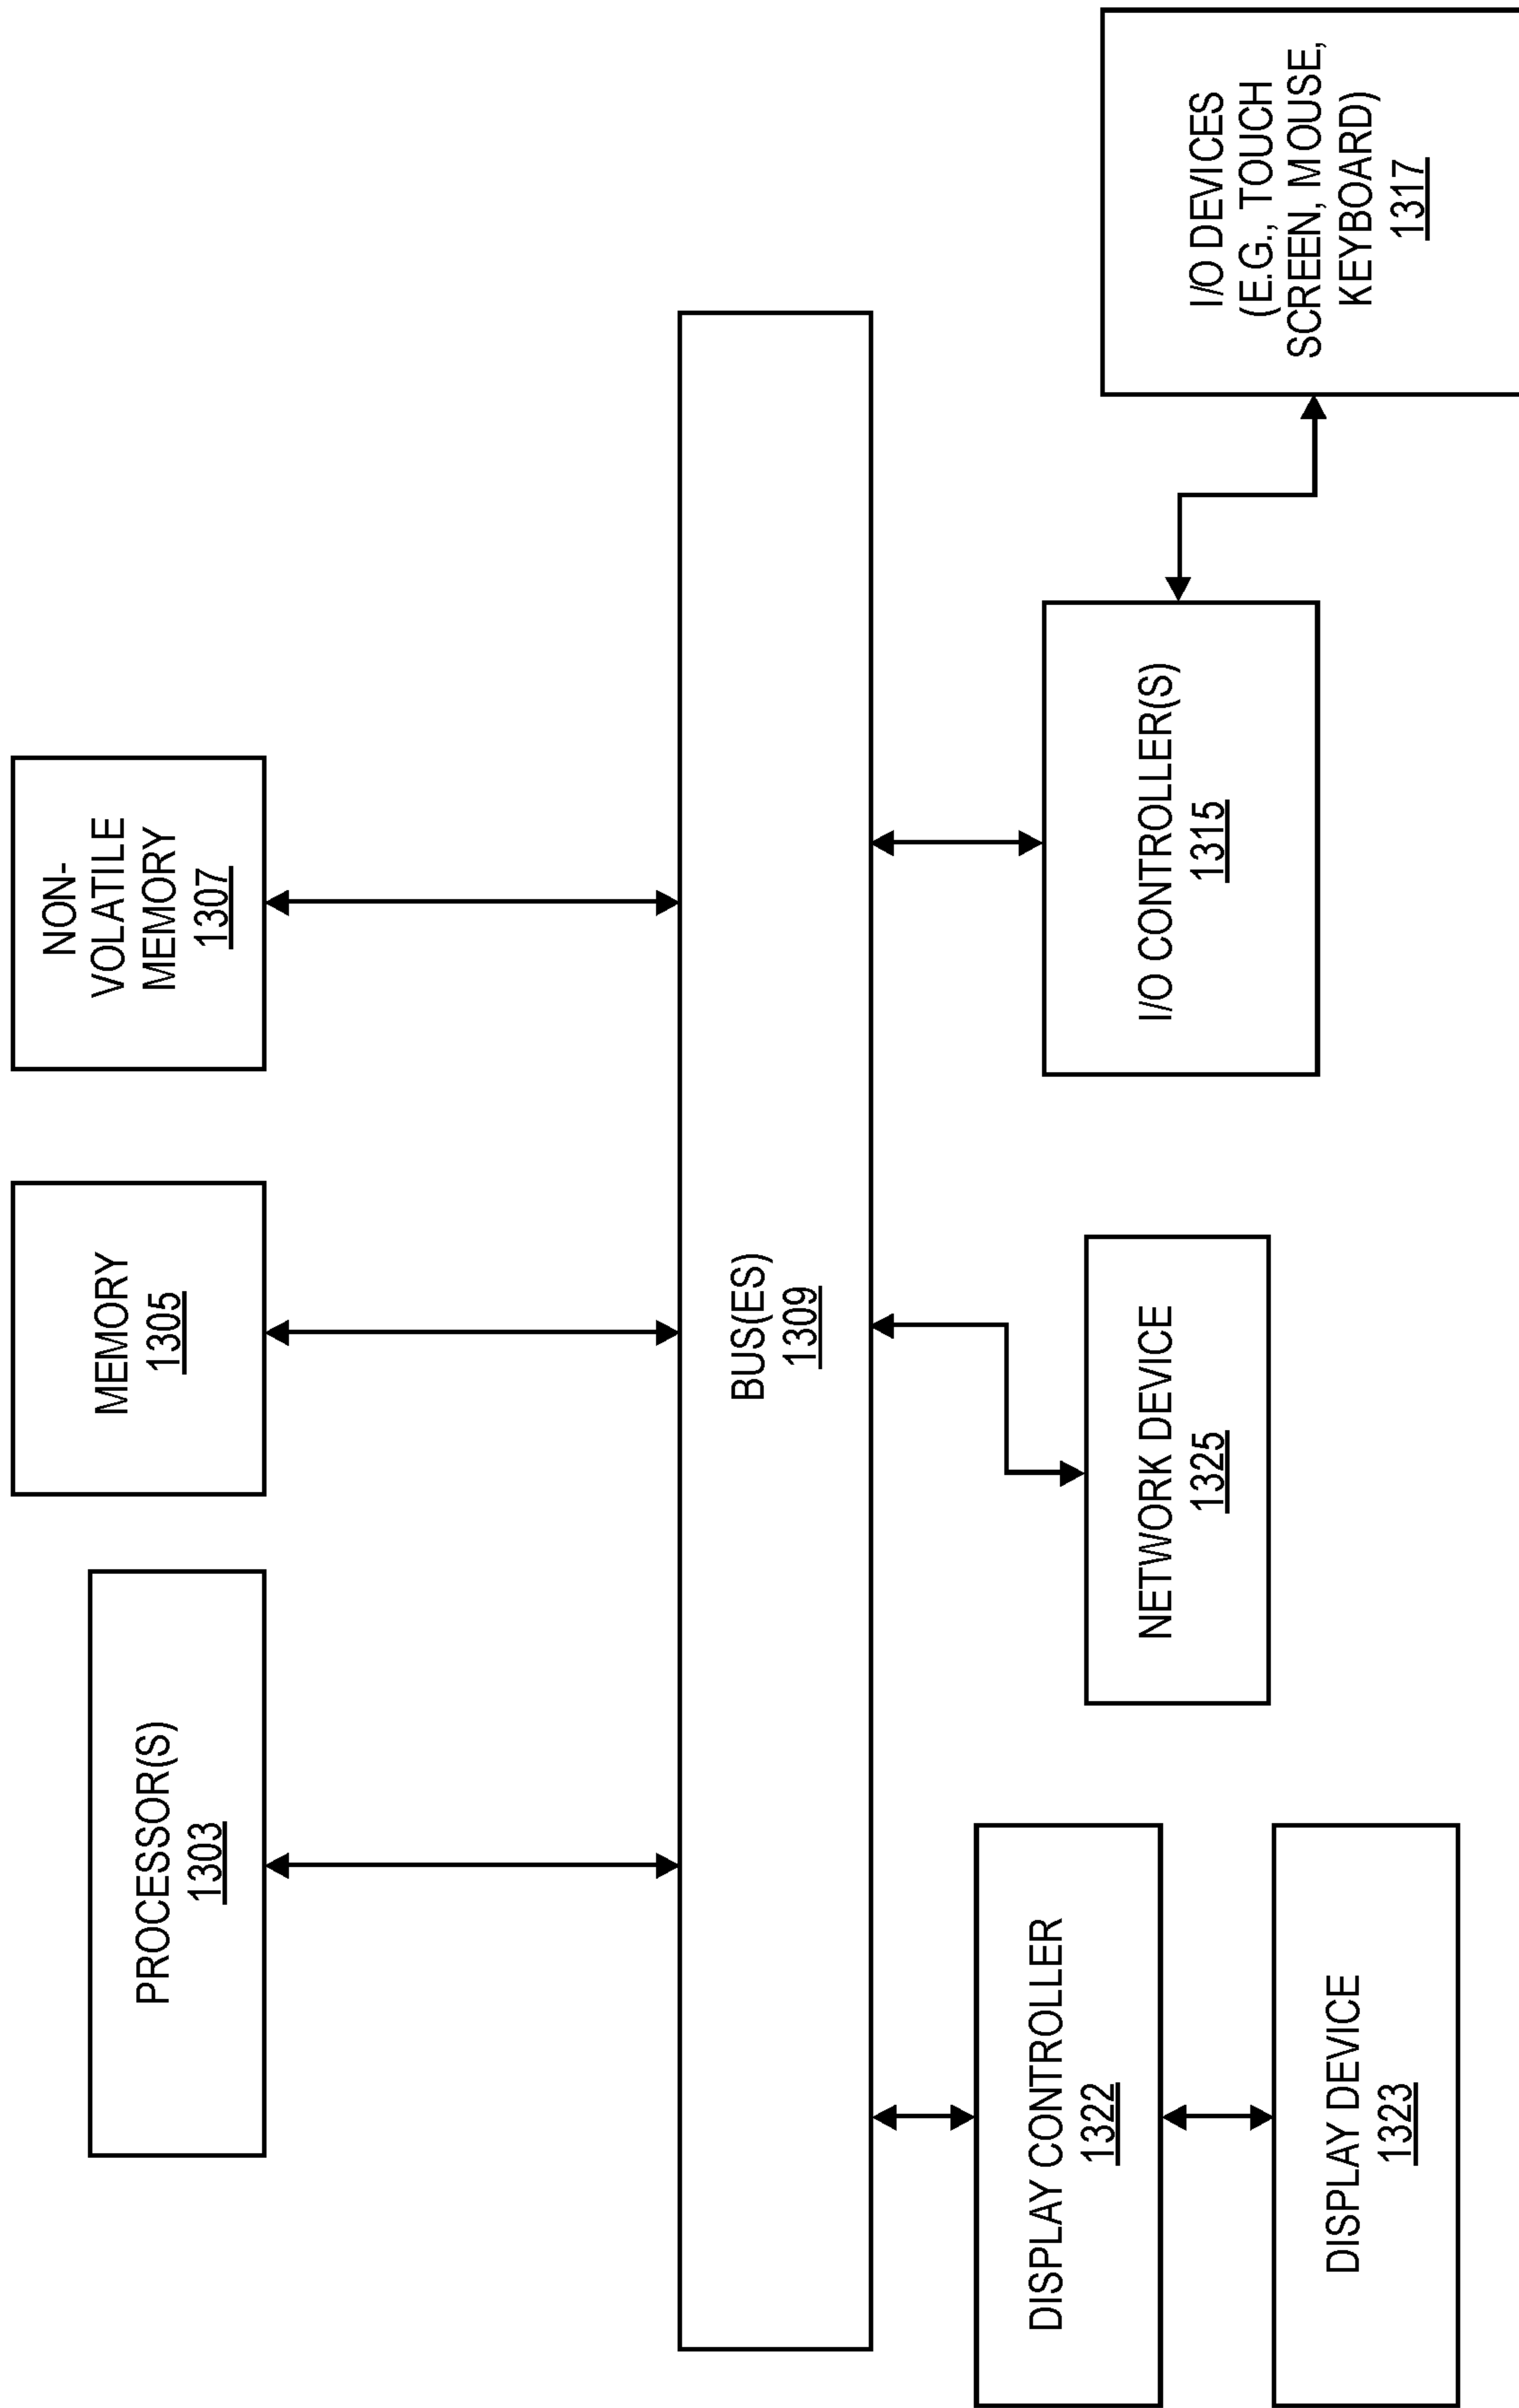 PROCESSOR(S)
1303
MEMORY
1305
NON-
VOLATILE
MEMORY
1307
BUS(ES)
1309
DISPLAY CONTROLLER
1322
DISPLAY DEVICE
1323
NETWORK DEVICE
1325
I/O CONTROLLER(S)
1315
I/O DEVICES
(E.G., TOUCH
SCREEN, MOUSE,
KEYBOARD)
1317